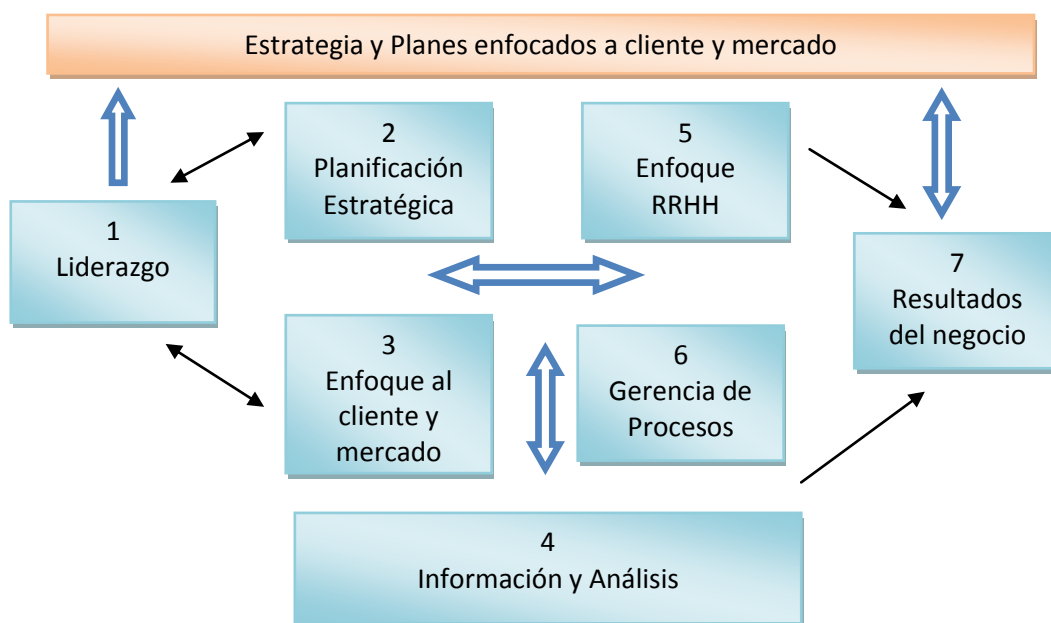 Estrategia y Planes enfocados a cliente y mercado
1
Liderazgo
2
Planificación
Estratégica
3
Enfoque al
cliente y
mercado
4
Información y Análisis
5
Enfoque
RRHH
6
Gerencia de
Procesos
7
Resultados
del negocio